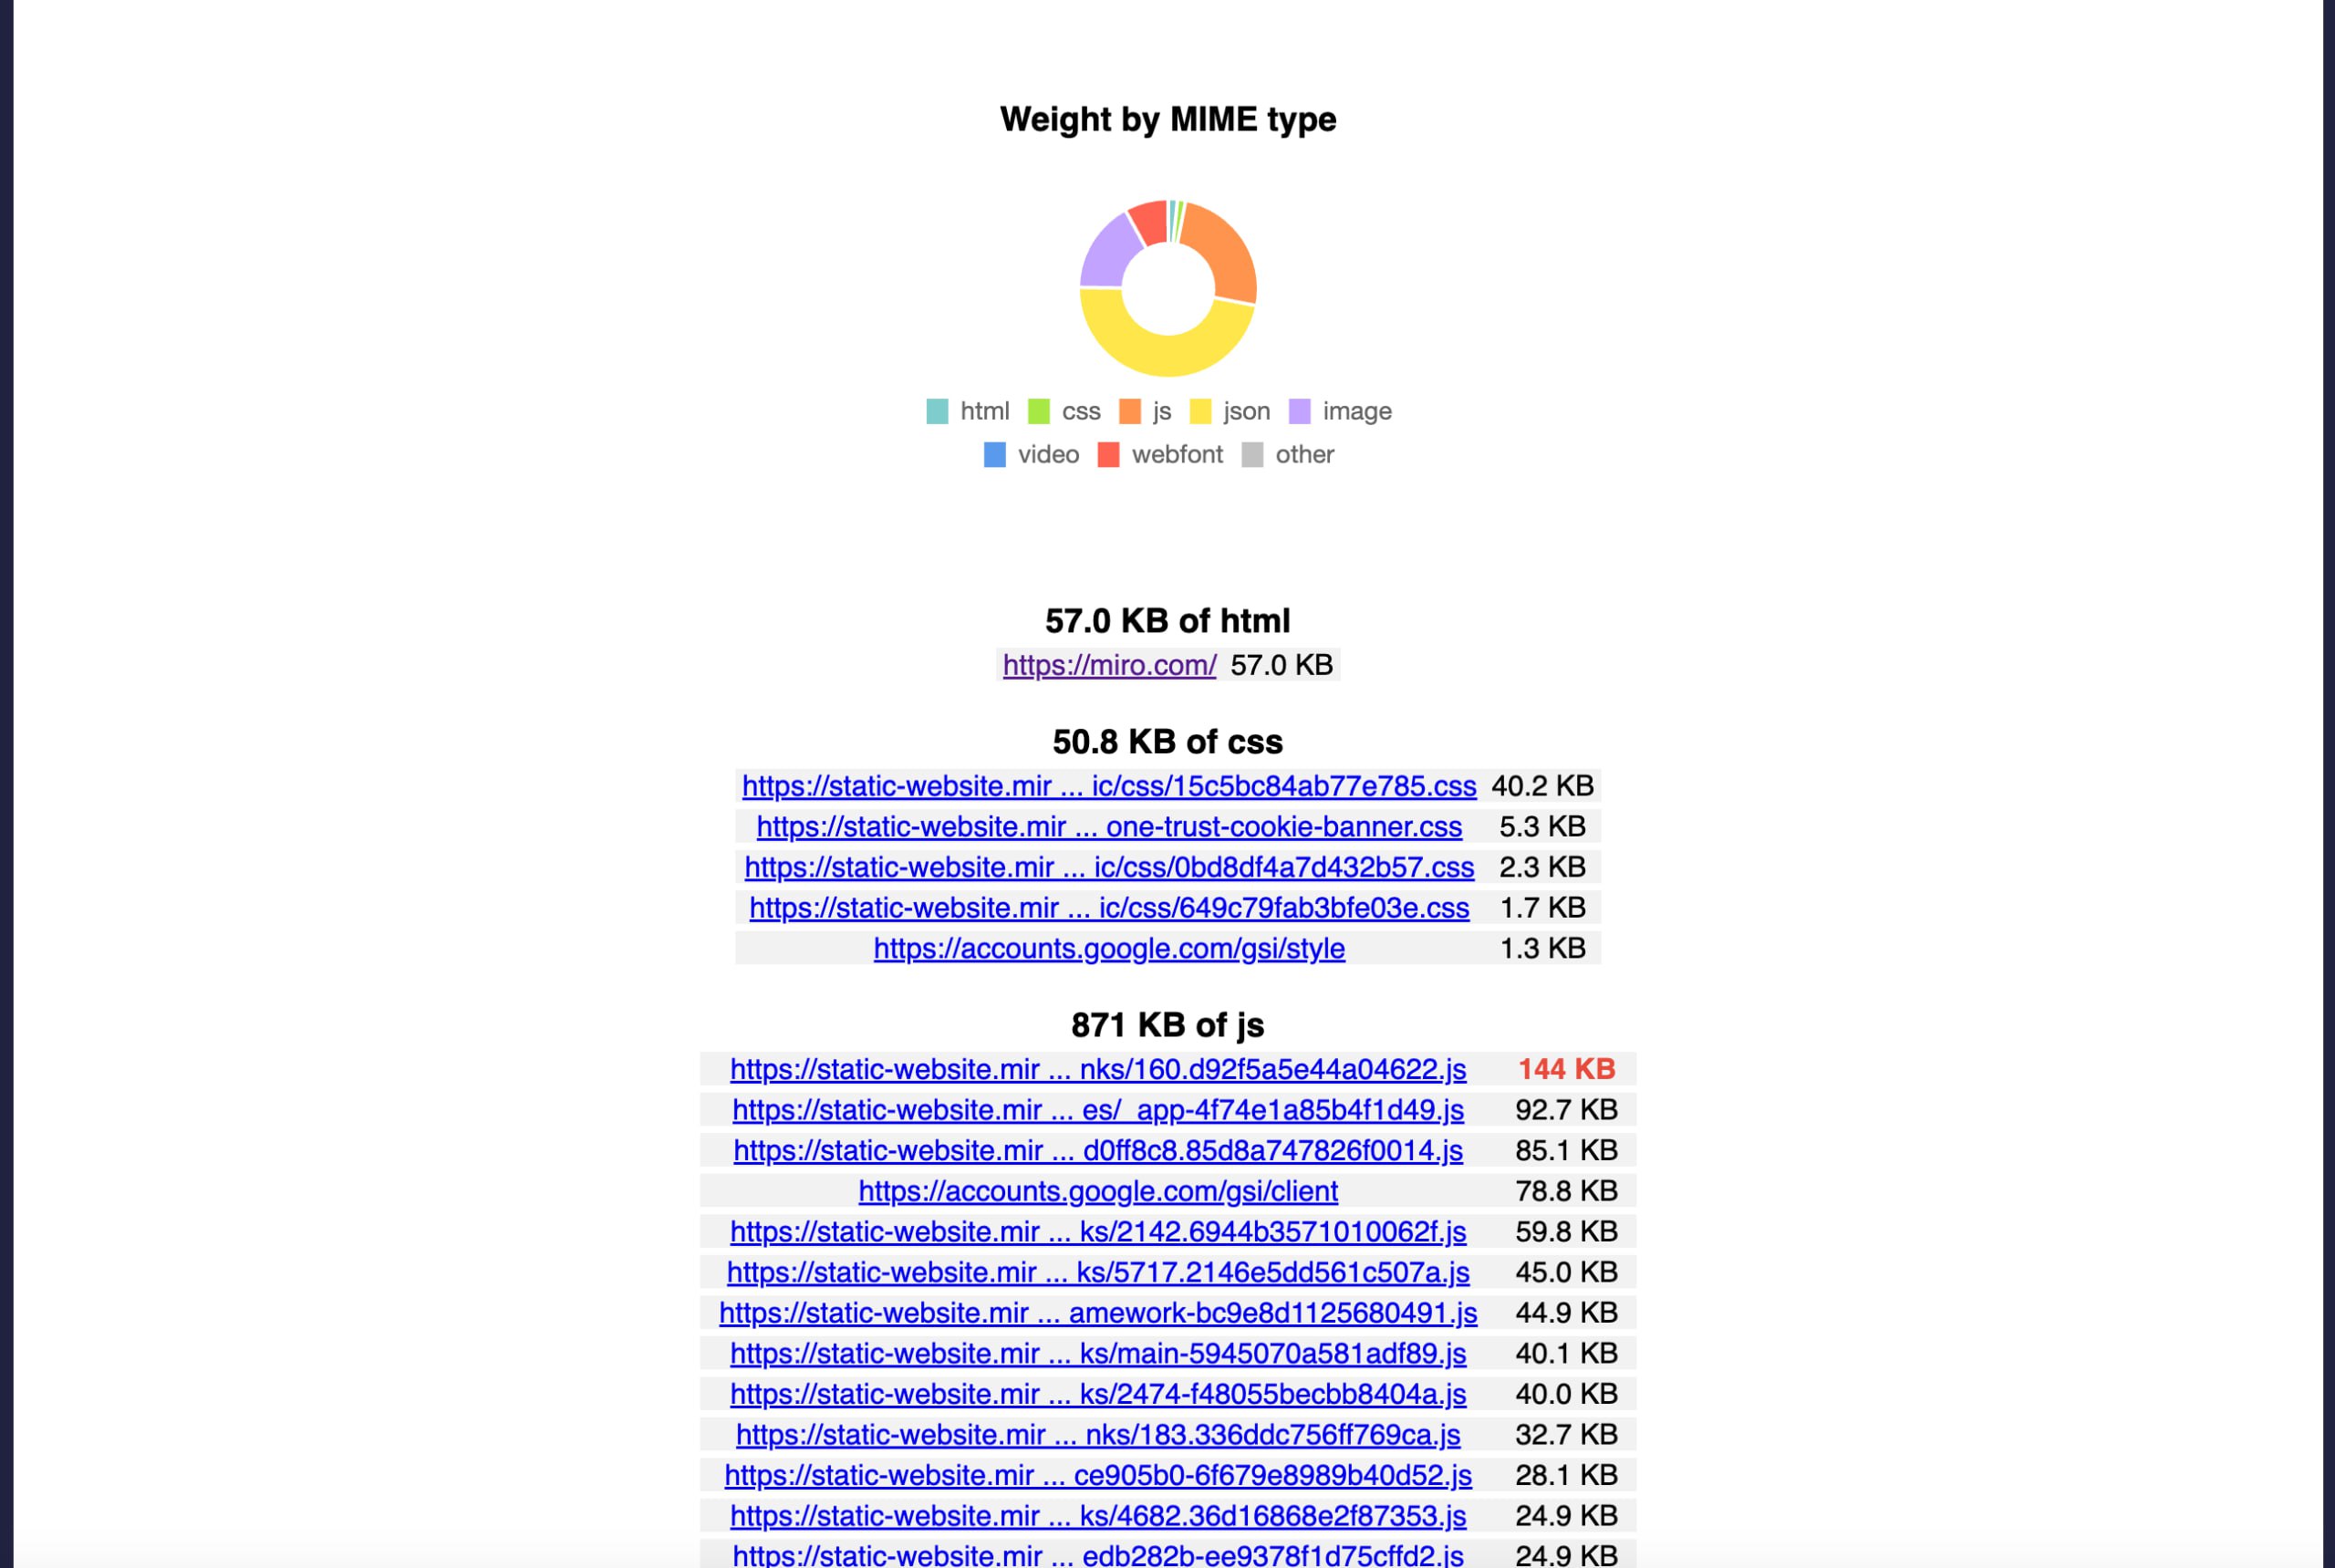 Weight by MIME type
html css js json image
video webfont other
57.0 KB of html
https://miro.com/ 57.0 KB
50.8 KB of css
https://static-website.mir ... ic/css/15c5bc84ab77e785.css 40.2 KB
https://static-website.mir ... one-trust-cookie-banner.css 5.3 KB
https://static-website.mir ... ic/css/0bd8df4a7d432b57.css 2.3 KB
https://static-website.mir ... ic/css/649c79fab3bfe03e.css 1.7 KB
https://accounts.google.com/gsi/style 1.3 KB
871 KB of js
https://static-website.mir ... nks/160.d92f5a5e44a04622.js 144 KB
https://static-website.mir ... es/_app-4f74e1a85b4f1d49.js 92.7 KB
https://static-website.mir ... d0ff8c8.85d8a747826f0014.js 85.1 KB
https://accounts.google.com/gsi/client 78.8 KB
https://static-website.mir ... ks/2142.6944b3571010062f.js 59.8 KB
https://static-website.mir ... ks/5717.2146e5dd561c507a.js 45.0 KB
https://static-website.mir ... amework-bc9e8d1125680491.js 44.9 KB
https://static-website.mir ... ks/main-5945070a581adf89.js 40.1 KB
https://static-website.mir ... ks/2474-f48055becbb8404a.js 40.0 KB
https://static-website.mir ... nks/183.336ddc756ff769ca.js 32.7 KB
https://static-website.mir ... ce905b0-6f679e8989b40d52.js 28.1 KB
https://static-website.mir ... ks/4682.36d16868e2f87353.js 24.9 KB
https://static-website.mir ... edb282b-ee9378f1d75cffd2.js 24.9 KB